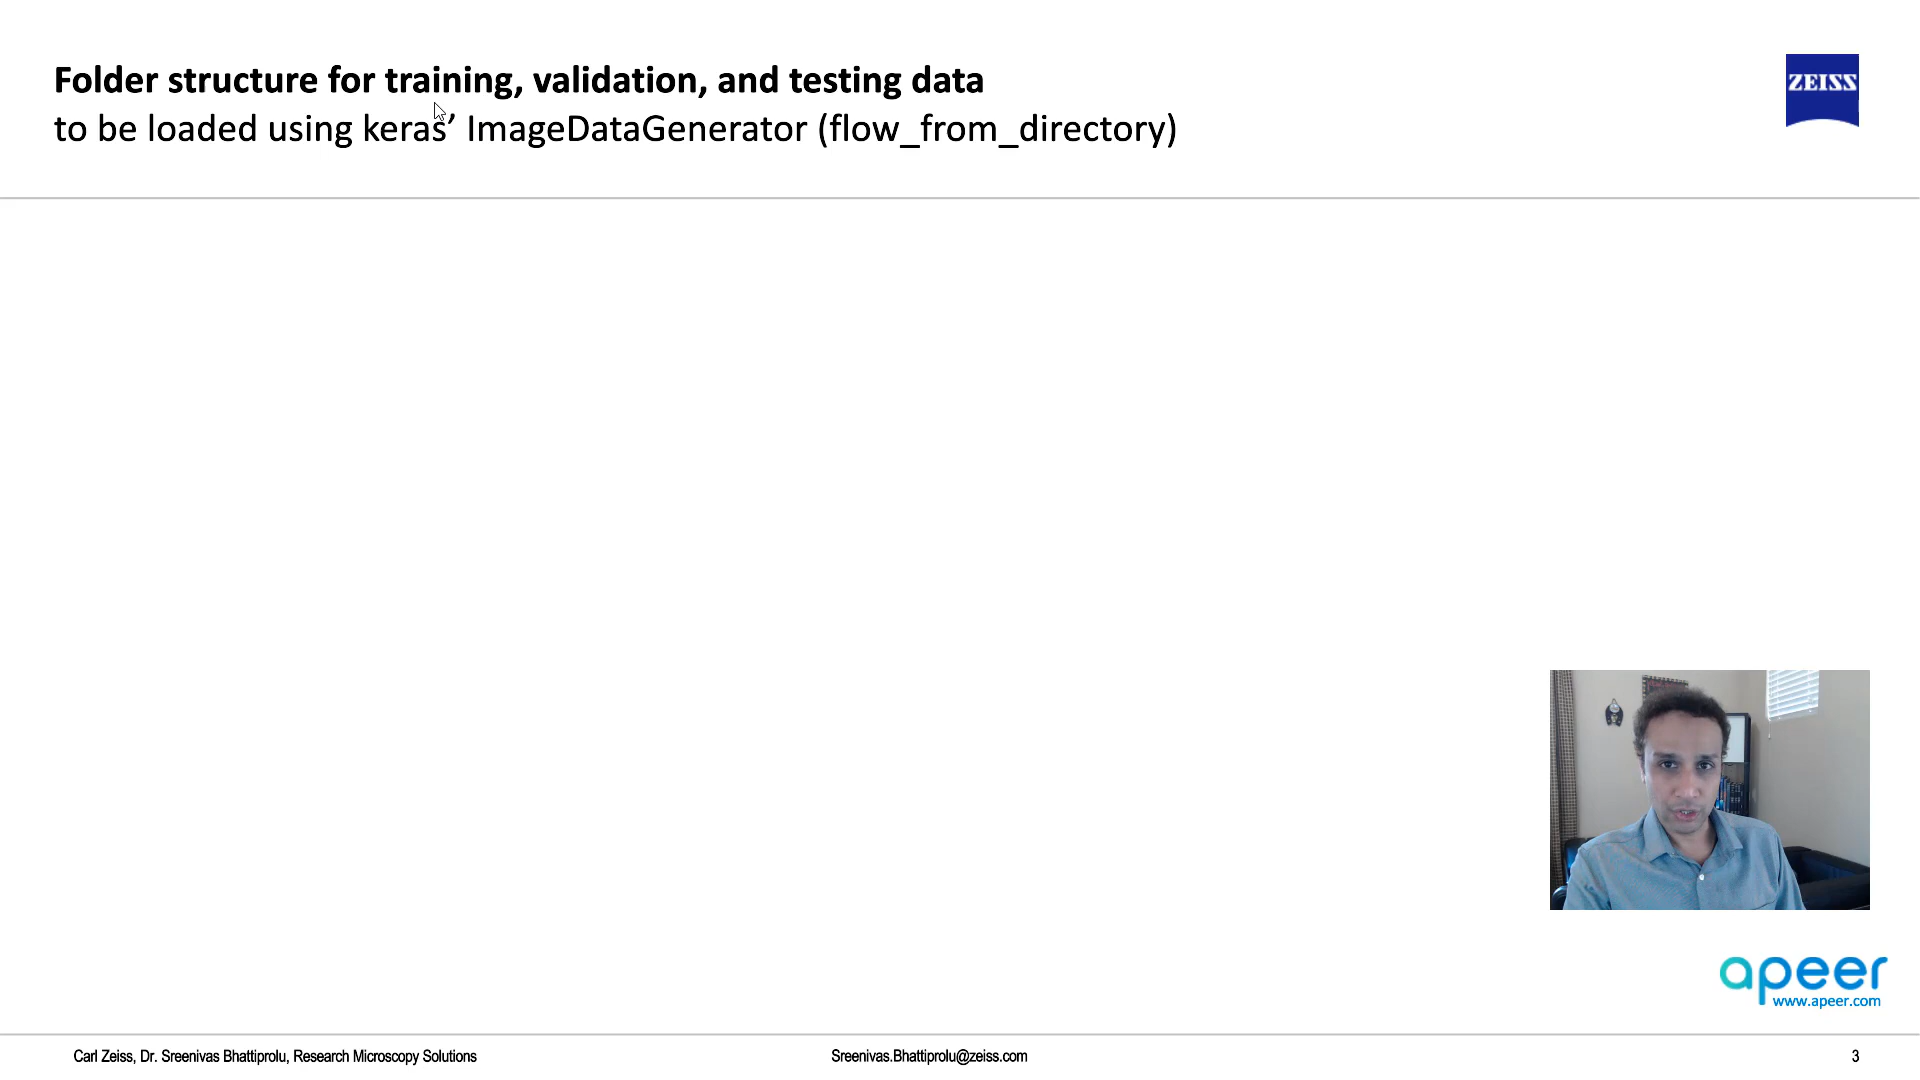 Folder structure for training, validation, and testing data
to be loaded using keras’ ImageDataGenerator (flow_from_directory)
ZEISS
apeer
www.apeer.com
Carl Zeiss, Dr. Sreenivas Bhattiprolu, Research Microscopy Solutions
Sreenivas.Bhattiprolu@zeiss.com
3